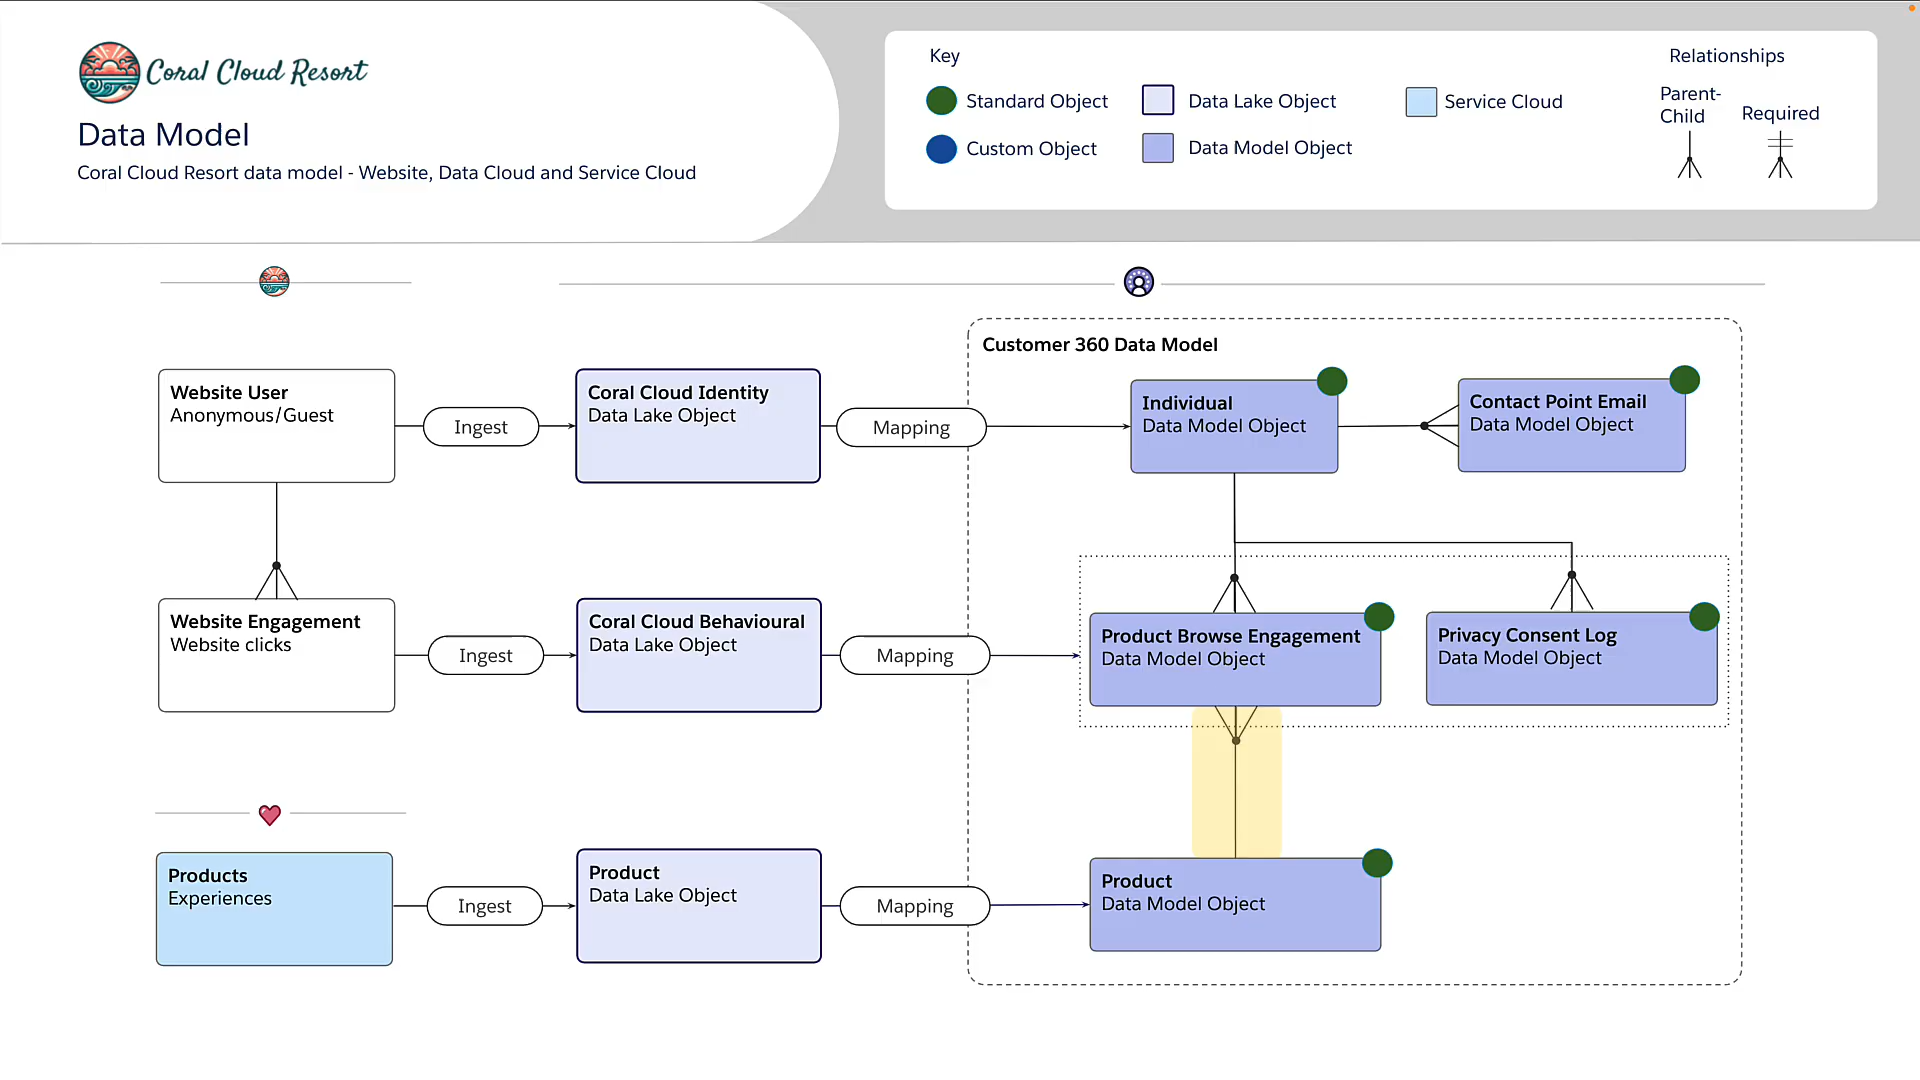 Coral Cloud Resort
Data Model
Coral Cloud Resort data model - Website, Data Cloud and Service Cloud
Key
Standard Object
Custom Object
Data Lake Object
Data Model Object
Service Cloud
Relationships
Parent-
Child
Required
Customer 360 Data Model
Website User
Anonymous/Guest
Ingest
Coral Cloud Identity
Data Lake Object
Mapping
Individual
Data Model Object
Contact Point Email
Data Model Object
Website Engagement
Website clicks
Ingest
Coral Cloud Behavioural
Data Lake Object
Mapping
Product Browse Engagement
Data Model Object
Privacy Consent Log
Data Model Object
Products
Experiences
Ingest
Product
Data Lake Object
Mapping
Product
Data Model Object